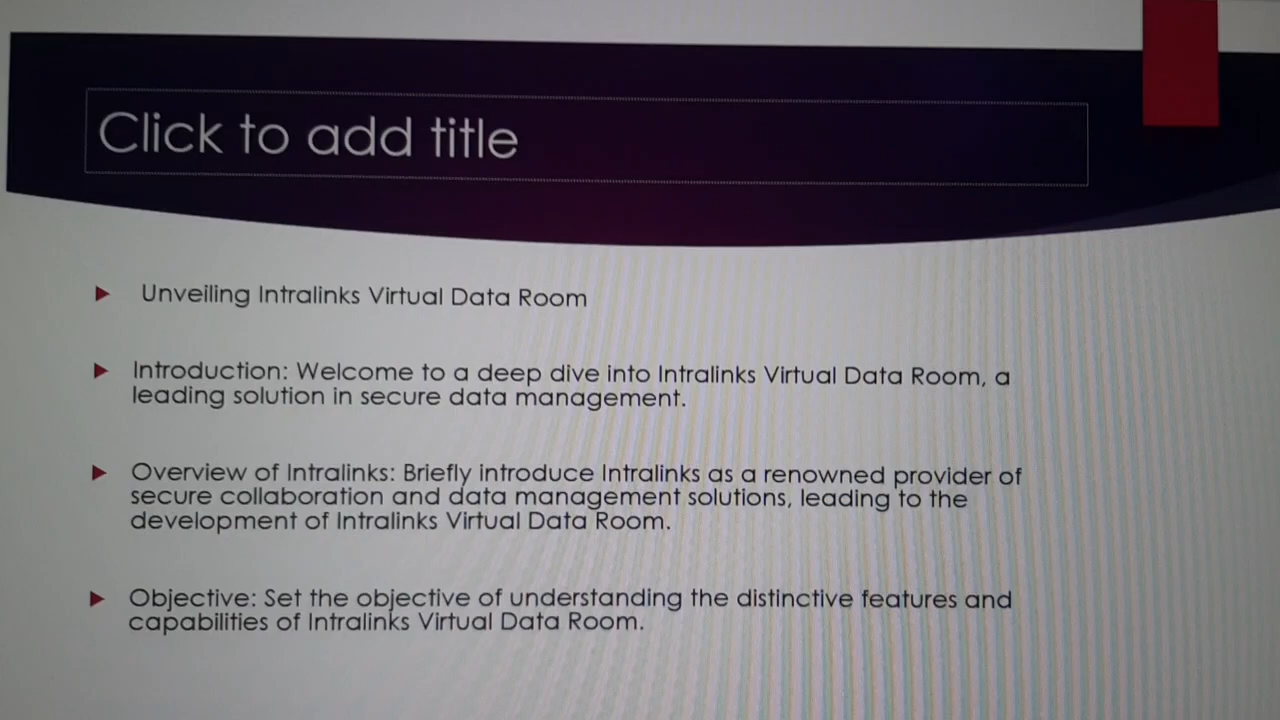 Click to add title
Unveiling Intralinks Virtual Data Room
Introduction: Welcome to a deep dive into Intralinks Virtual Data Room, a
leading solution in secure data management.
Overview of Intralinks: Briefly introduce Intralinks as a renowned provider of
secure collaboration and data management solutions, leading to the
development of Intralinks Virtual Data Room.
Objective: Set the objective of understanding the distinctive features and
capabilities of Intralinks Virtual Data Room.